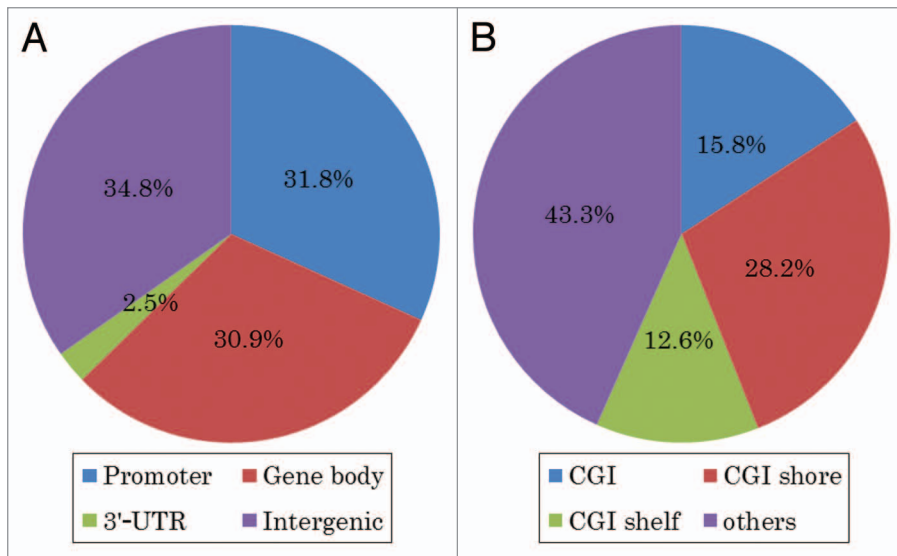 A
31.8%
30.9%
2.5%
34.8%
Promoter
Gene body
3'-UTR
Intergenic
B
15.8%
28.2%
12.6%
43.3%
CGI
CGI shore
CGI shelf
others